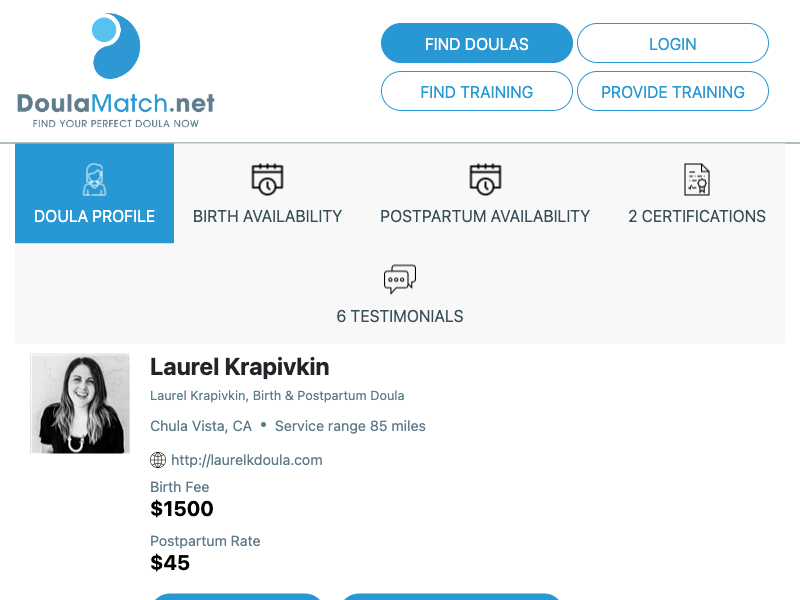 DoulaMatch.net
FIND YOUR PERFECT DOULA NOW
FIND DOULAS
LOGIN
FIND TRAINING
PROVIDE TRAINING
DOULA PROFILE
BIRTH AVAILABILITY
POSTPARTUM AVAILABILITY
2 CERTIFICATIONS
6 TESTIMONIALS
Laurel Krapivkin
Laurel Krapivkin, Birth & Postpartum Doula
Chula Vista, CA • Service range 85 miles
http://laurelkdoula.com
Birth Fee
$1500
Postpartum Rate
$45